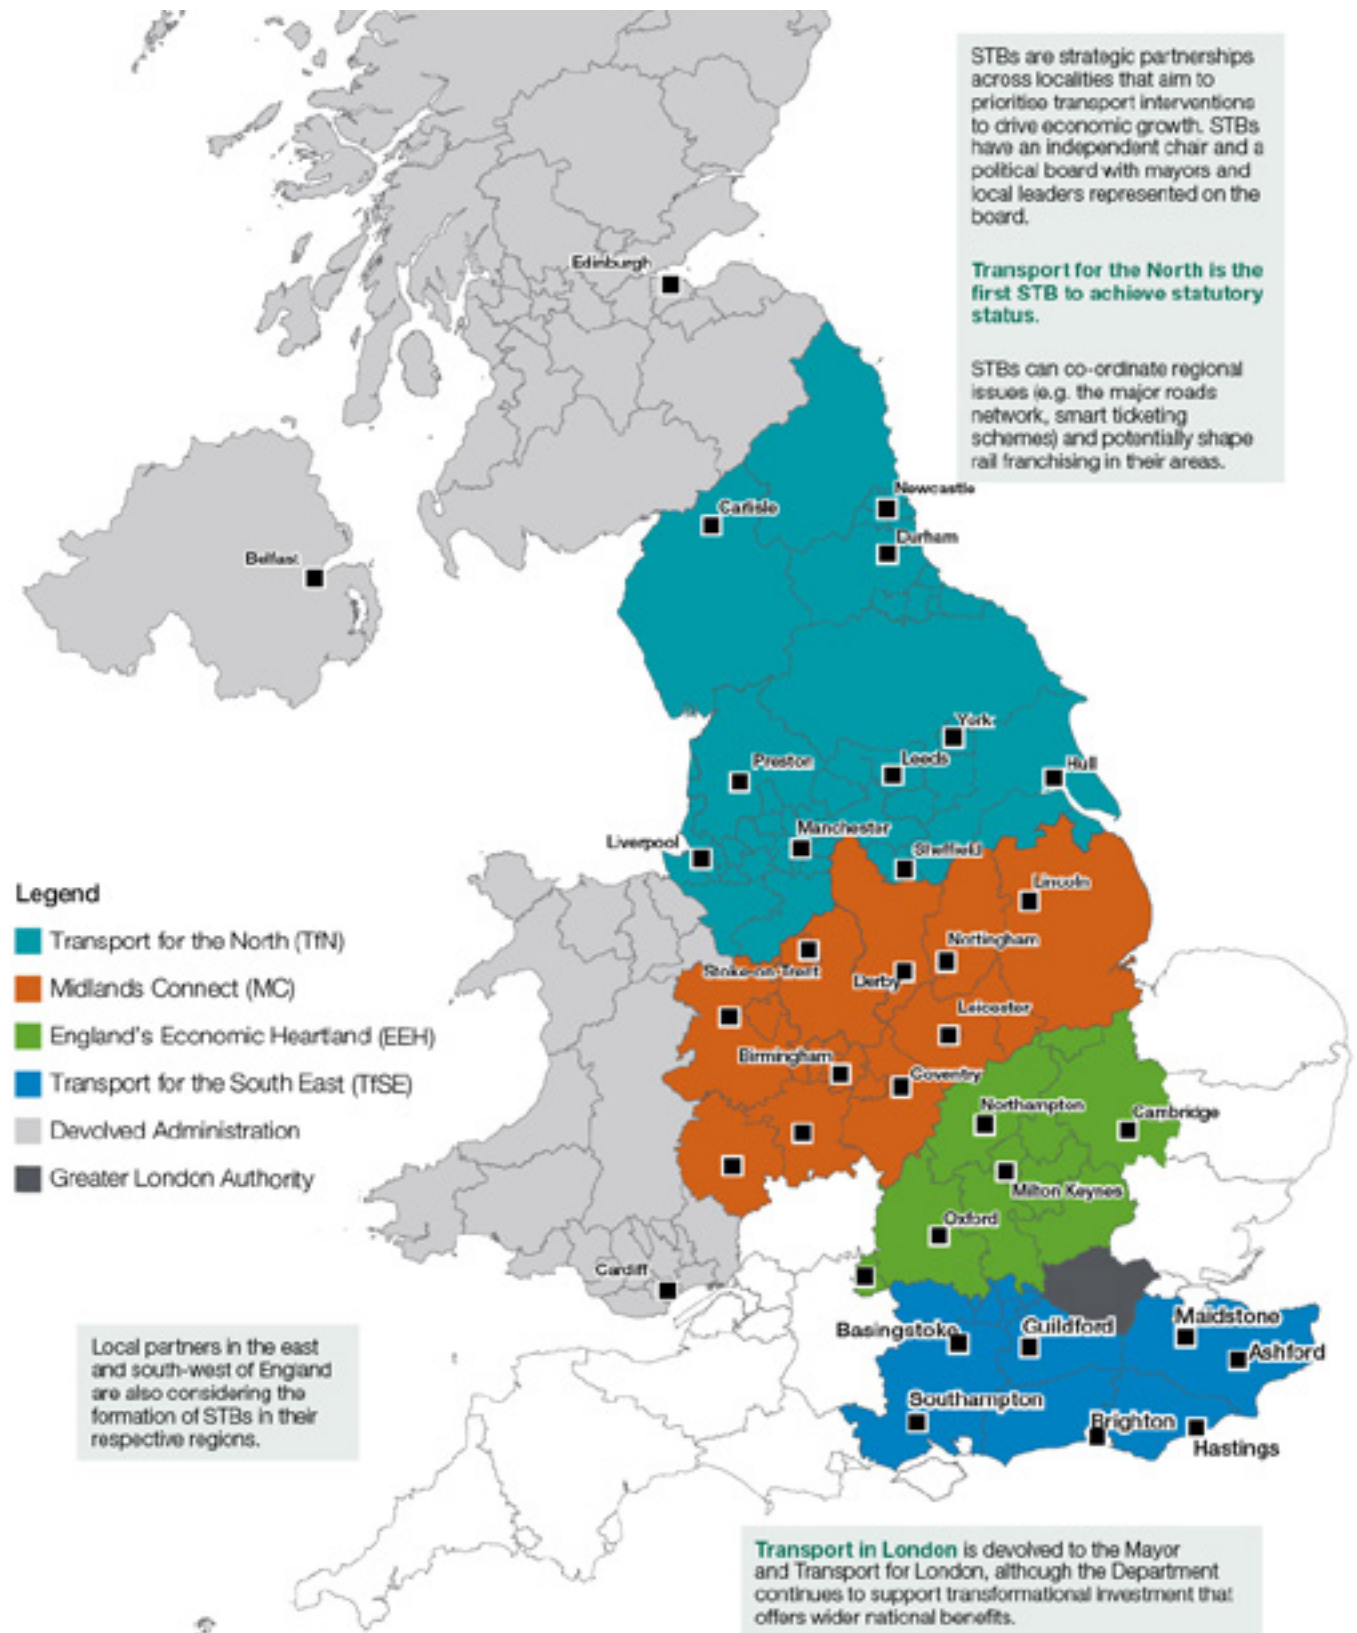 STBs are strategic partnerships
across localities that aim to
prioritise transport interventions
to drive economic growth. STBs
have an independent chair and a
political board with mayors and
local leaders represented on the
board.
Transport for the North is the
first STB to achieve statutory
status.
STBs can co-ordinate regional
issues (e.g. the major roads
network, smart ticketing
schemes) and potentially shape
rail franchising in their areas.
Edinburgh
Newcastle
Carlisle
Durham
Belfast
York
Leeds
Preston
Hull
Manchester
Liverpool
Sheffield
Lincoln
Nottingham
Stoke-on-Trent
Derby
Leicester
Birmingham
Coventry
Northampton
Cambridge
Milton Keynes
Oxford
Cardiff
Basingstoke
Guildford
Maidstone
Ashford
Southampton
Brighton
Hastings
Legend
Transport for the North (TfN)
Midlands Connect (MC)
England's Economic Heartland (EEH)
Transport for the South East (TfSE)
Devolved Administration
Greater London Authority
Local partners in the east
and south-west of England
are also considering the
formation of STBs in their
respective regions.
Transport in London is devolved to the Mayor
and Transport for London, although the Department
continues to support transformational investment that
offers wider national benefits.